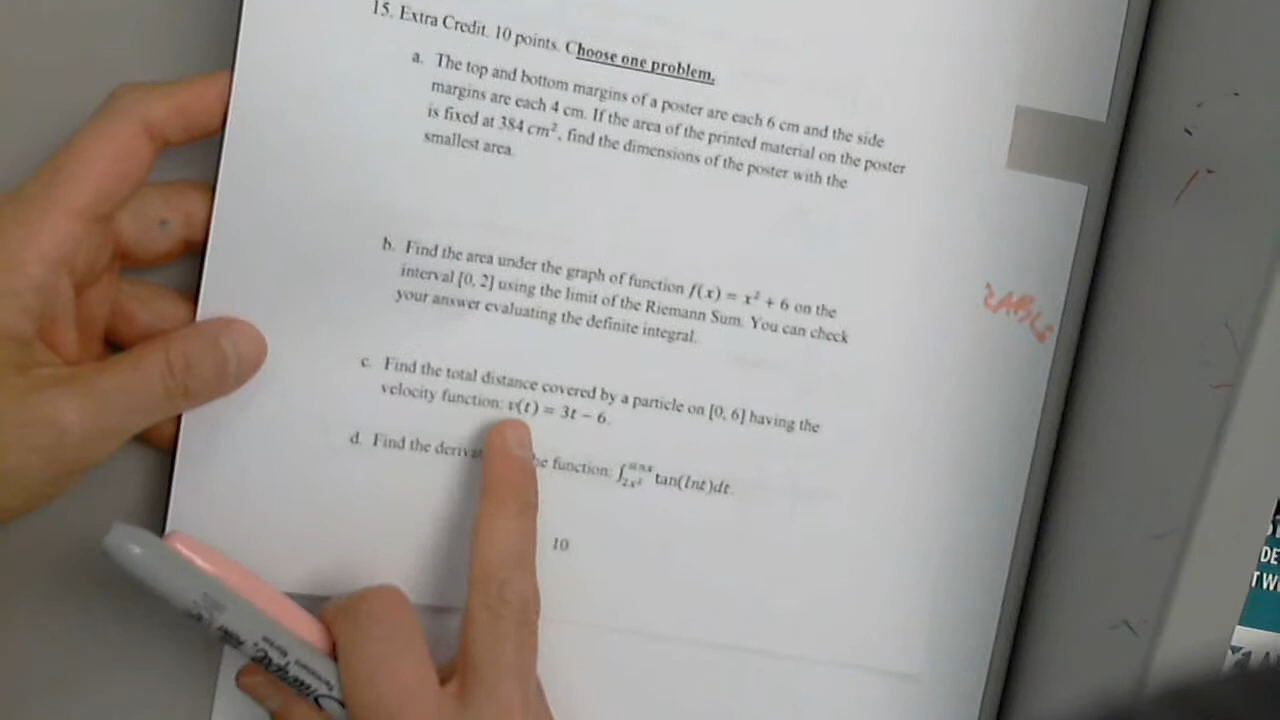 15. Extra Credit. 10 points. Choose one problem.
a. The top and bottom margins of a poster are each 6 cm and the side
margins are each 4 cm. If the area of the printed material on the poster
is fixed at 384 cm², find the dimensions of the poster with the
smallest area.
b. Find the area under the graph of function f(x) = x² + 6 on the
interval [0, 2] using the limit of the Riemann Sum. You can check
your answer evaluating the definite integral.
c. Find the total distance covered by a particle on [0, 6] having the
velocity function: v(t) = 3t − 6.
d. Find the function: ∫ tan(lnt)dt.
10
Sharpie